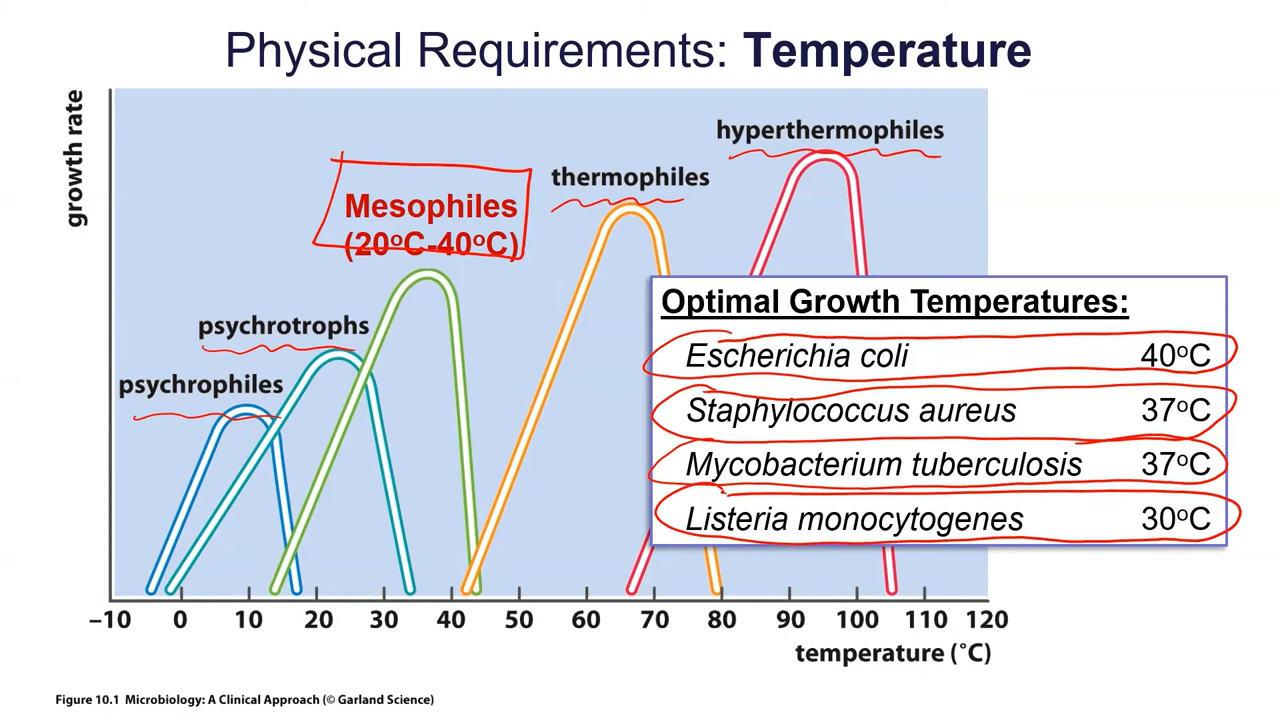 Physical Requirements: Temperature
growth rate
hyperthermophiles
thermophiles
Mesophiles
(20°C-40°C)
psychrotrophs
psychrophiles
Optimal Growth Temperatures:
Escherichia coli 40°C
Staphylococcus aureus 37°C
Mycobacterium tuberculosis 37°C
Listeria monocytogenes 30°C
–10 0 10 20 30 40 50 60 70 80 90 100 110 120
temperature (°C)
Figure 10.1 Microbiology: A Clinical Approach (© Garland Science)